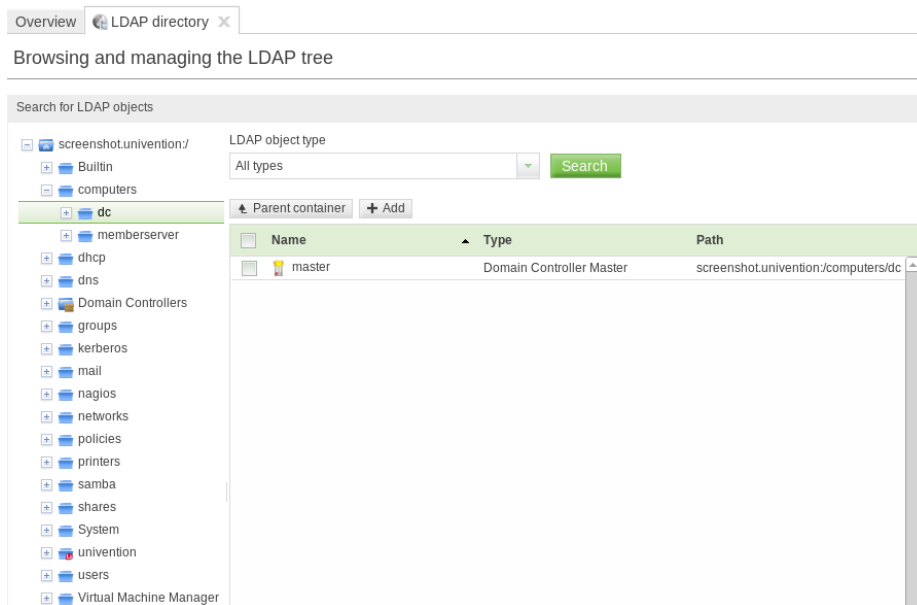 Overview
LDAP directory
Browsing and managing the LDAP tree
Search for LDAP objects
screenshot.univention:/
Builtin
computers
dc
memberserver
dhcp
dns
Domain Controllers
groups
kerberos
mail
nagios
networks
policies
printers
samba
shares
System
univention
users
Virtual Machine Manager
LDAP object type
All types
Search
Parent container
Add
Name Type Path
master Domain Controller Master screenshot.univention:/computers/dc